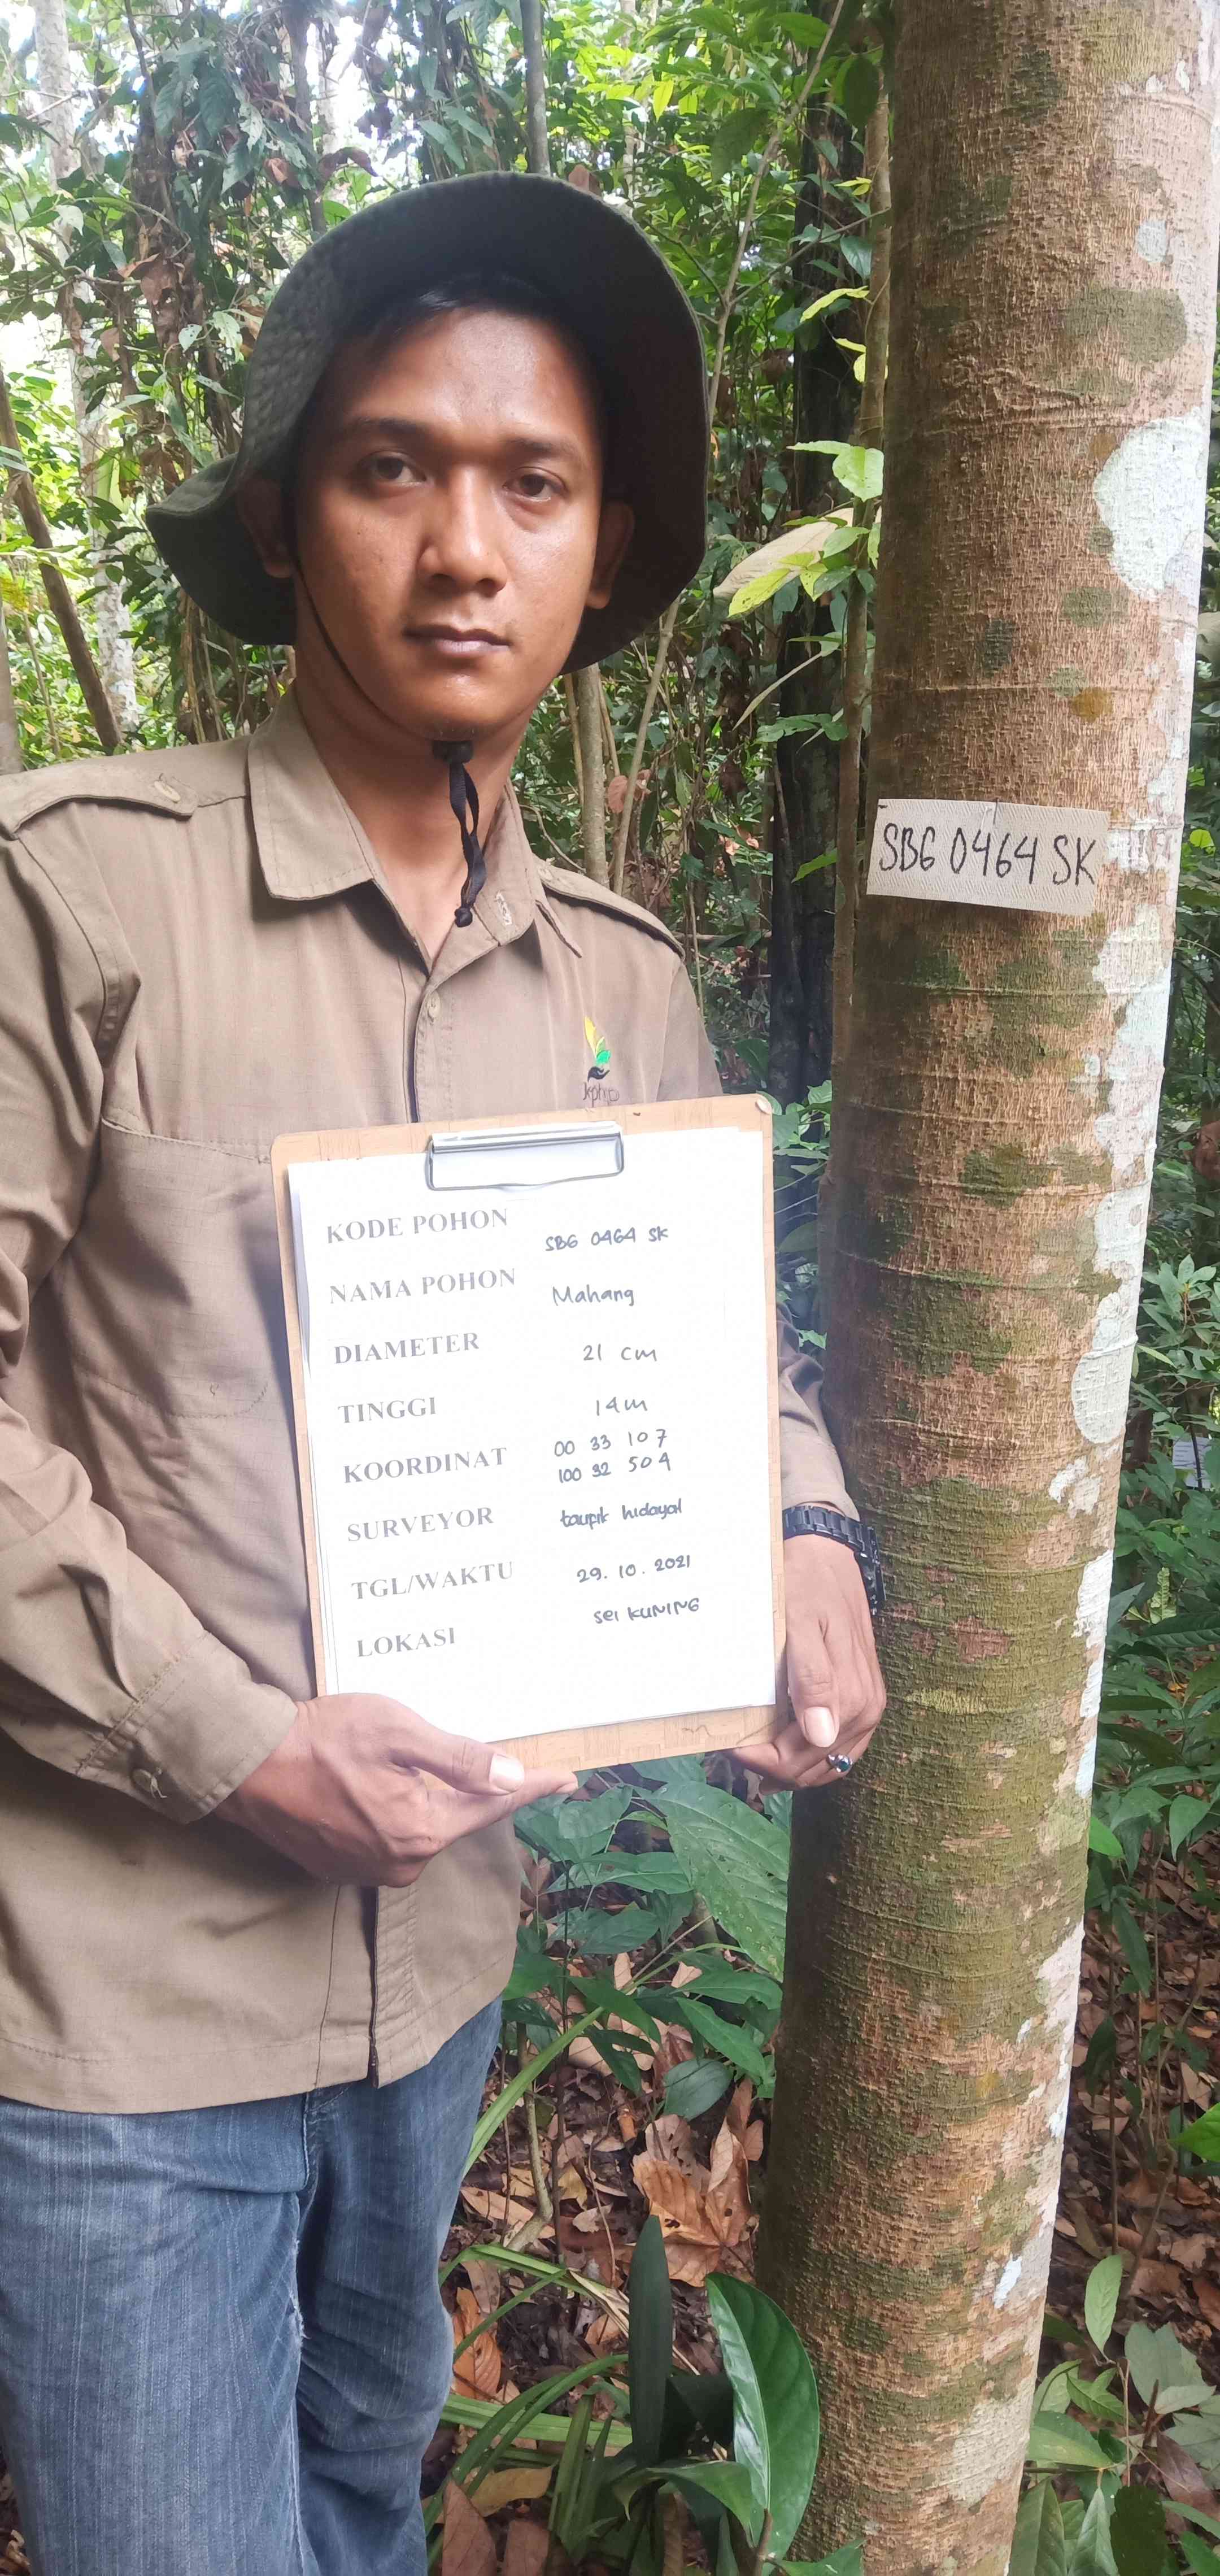 SBG 0464 SK
kphp
KODE POHON SBG 0464 SK
NAMA POHON Mahang
DIAMETER 21 cm
TINGGI 14m
KOORDINAT 00 33 107
100 32 504
SURVEYOR taupik hidayat
TGL/WAKTU 29.10.2021
LOKASI sei KUNING